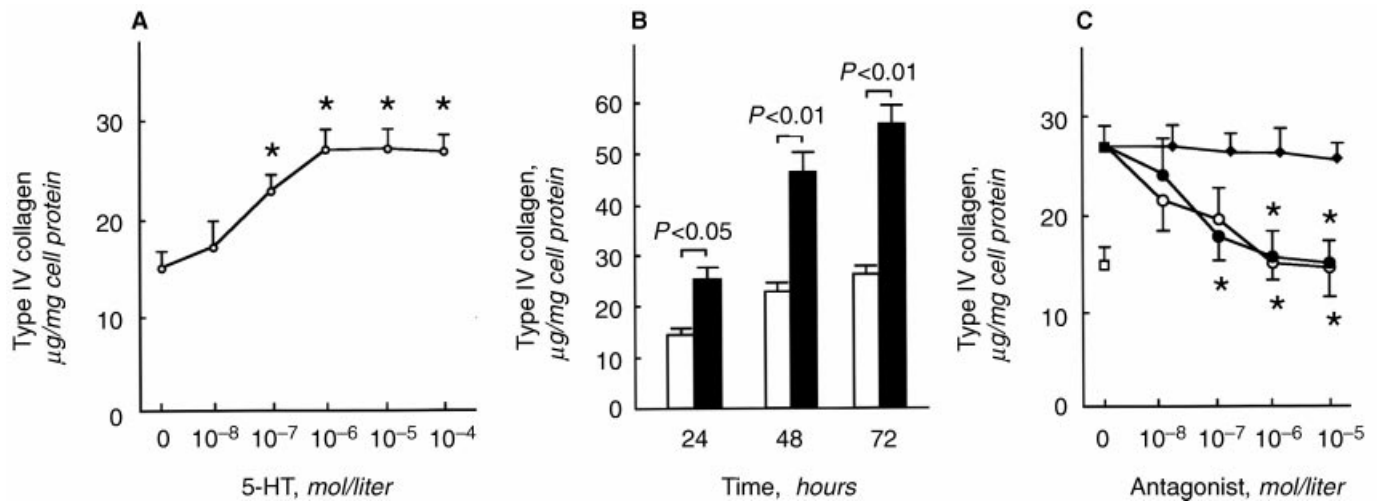 A
Type IV collagen,
µg/mg cell protein
30
20
10
0
* * * *
0 10⁻⁸ 10⁻⁷ 10⁻⁶ 10⁻⁵ 10⁻⁴
5-HT, mol/liter
B
Type IV collagen,
µg/mg cell protein
60
50
40
30
20
10
0
P<0.05
P<0.01
P<0.01
24 48 72
Time, hours
C
Type IV collagen,
µg/mg cell protein
30
20
10
0
* *
* * *
0 10⁻⁸ 10⁻⁷ 10⁻⁶ 10⁻⁵
Antagonist, mol/liter